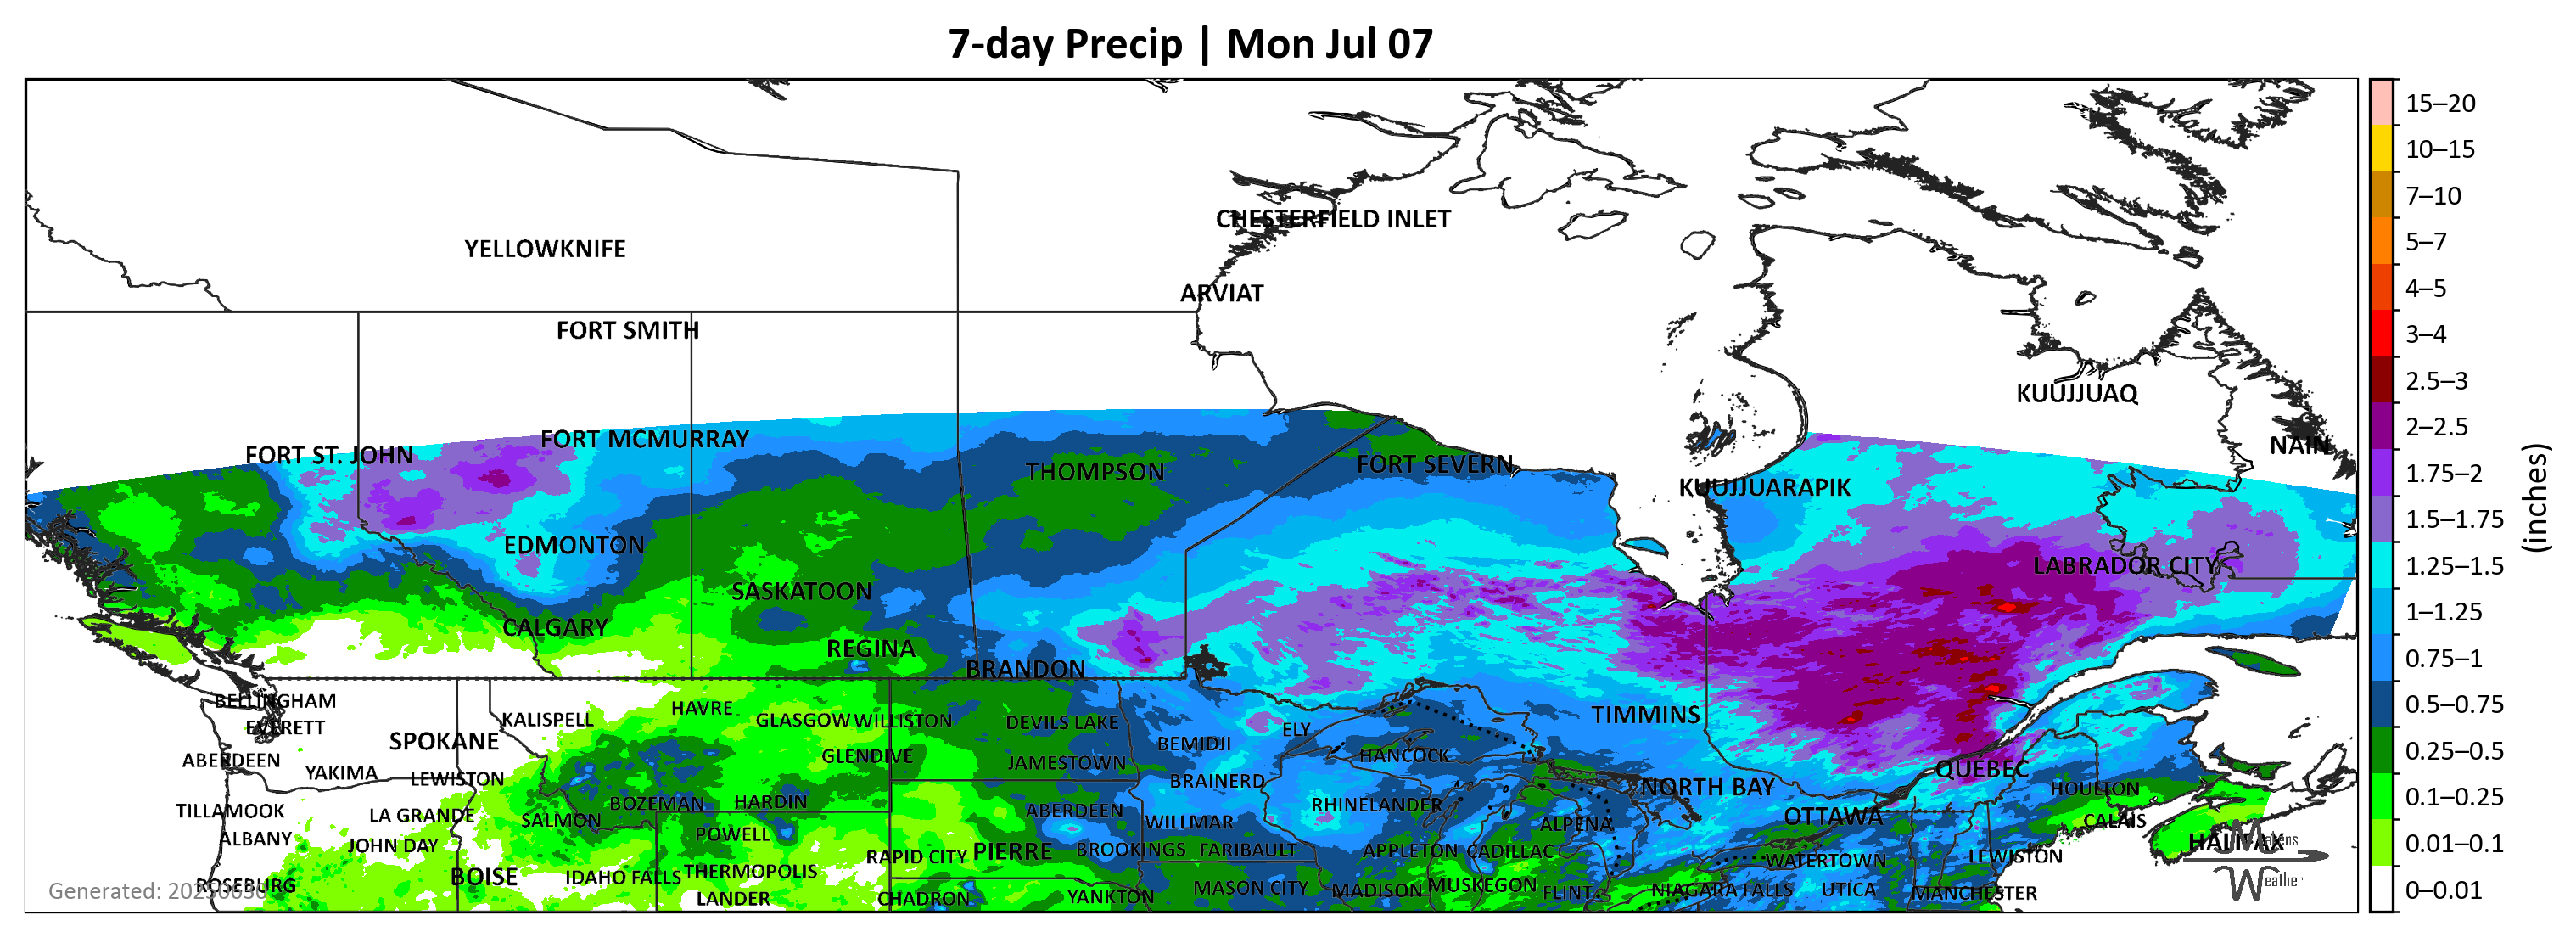 7-day Precip | Mon Jul 07
CHESTERFIELD INLET
YELLOWKNIFE
ARVIAT
FORT SMITH
KUUJJUAQ
NAIN
FORT MCMURRAY
FORT ST. JOHN
THOMPSON
FORT SEVERN
KUUJJUARAPIK
EDMONTON
LABRADOR CITY
SASKATOON
CALGARY
REGINA
BRANDON
BELLINGHAM
EVERETT
KALISPELL
HAVRE
GLASGOW
WILLISTON
DEVILS LAKE
TIMMINS
ELY
BEMIDJI
SPOKANE
ABERDEEN
YAKIMA
LEWISTON
GLENDIVE
JAMESTOWN
HANCOCK
QUEBEC
BRAINERD
NORTH BAY
HOULTON
TILLAMOOK
LA GRANDE
SALMON
BOZEMAN
HARDIN
ABERDEEN
WILLMAR
RHINELANDER
ALPENA
OTTAWA
CALAIS
ALBANY
JOHN DAY
POWELL
RAPID CITY
PIERRE
BROOKINGS
FARIBAULT
APPLETON
CADILLAC
WATERTOWN
LEWISTON
HALIFAX
ROSEBURG
BOISE
IDAHO FALLS
THERMOPOLIS
LANDER
CHADRON
YANKTON
MASON CITY
MADISON
MUSKEGON
FLINT
NIAGARA FALLS
UTICA
MANCHESTER
Weather
Generated:
15–20
10–15
7–10
5–7
4–5
3–4
2.5–3
2–2.5
1.75–2
1.5–1.75
1.25–1.5
1–1.25
0.75–1
0.5–0.75
0.25–0.5
0.1–0.25
0.01–0.1
0–0.01
(inches)